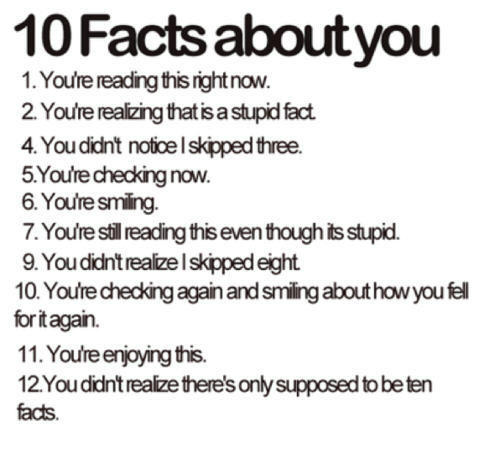 10 Facts about you
1. You're reading this right now.
2. You're realizing that is a stupid fact.
4. You didn't notice I skipped three.
5.You're checking now.
6. You're smiling.
7. You're still reading this even though its stupid.
9. You didn't realize I skipped eight.
10. You're checking again and smiling about how you fell
for it again.
11. You're enjoying this.
12.You didn't realize there's only supposed to be ten
facts.